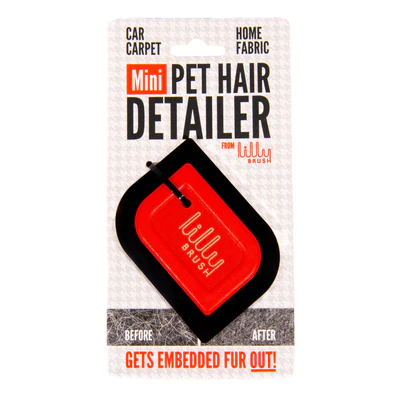 CAR CARPET
HOME FABRIC
Mini PET HAIR
DETAILER
FROM lilly
BRUSH
lilly
BRUSH
BEFORE
AFTER
GETS EMBEDDED FUR OUT!